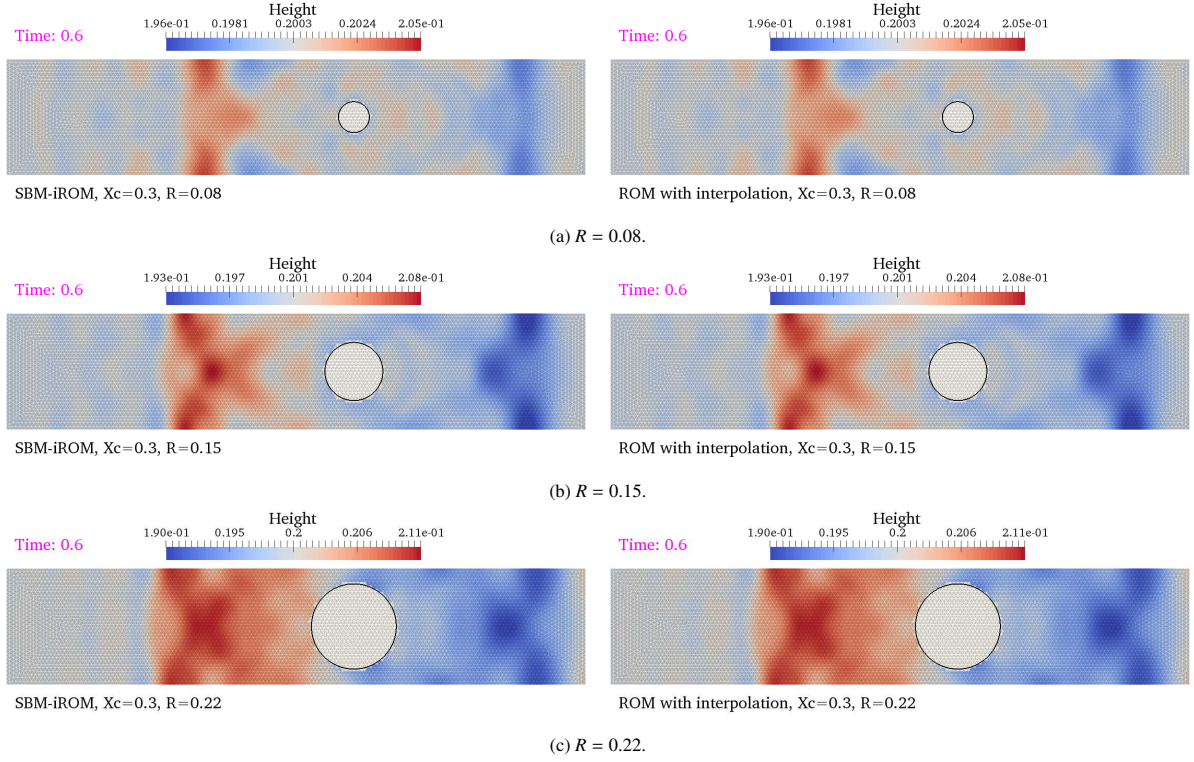 Height
1.96e-01 0.1981 0.2003 0.2024 2.05e-01
Time: 0.6
SBM-iROM, Xc=0.3, R=0.08
Height
1.96e-01 0.1981 0.2003 0.2024 2.05e-01
Time: 0.6
ROM with interpolation, Xc=0.3, R=0.08
(a) R = 0.08.
Height
1.93e-01 0.197 0.201 0.204 2.08e-01
Time: 0.6
SBM-iROM, Xc=0.3, R=0.15
Height
1.93e-01 0.197 0.201 0.204 2.08e-01
Time: 0.6
ROM with interpolation, Xc=0.3, R=0.15
(b) R = 0.15.
Height
1.90e-01 0.195 0.2 0.206 2.11e-01
Time: 0.6
SBM-iROM, Xc=0.3, R=0.22
Height
1.90e-01 0.195 0.2 0.206 2.11e-01
Time: 0.6
ROM with interpolation, Xc=0.3, R=0.22
(c) R = 0.22.